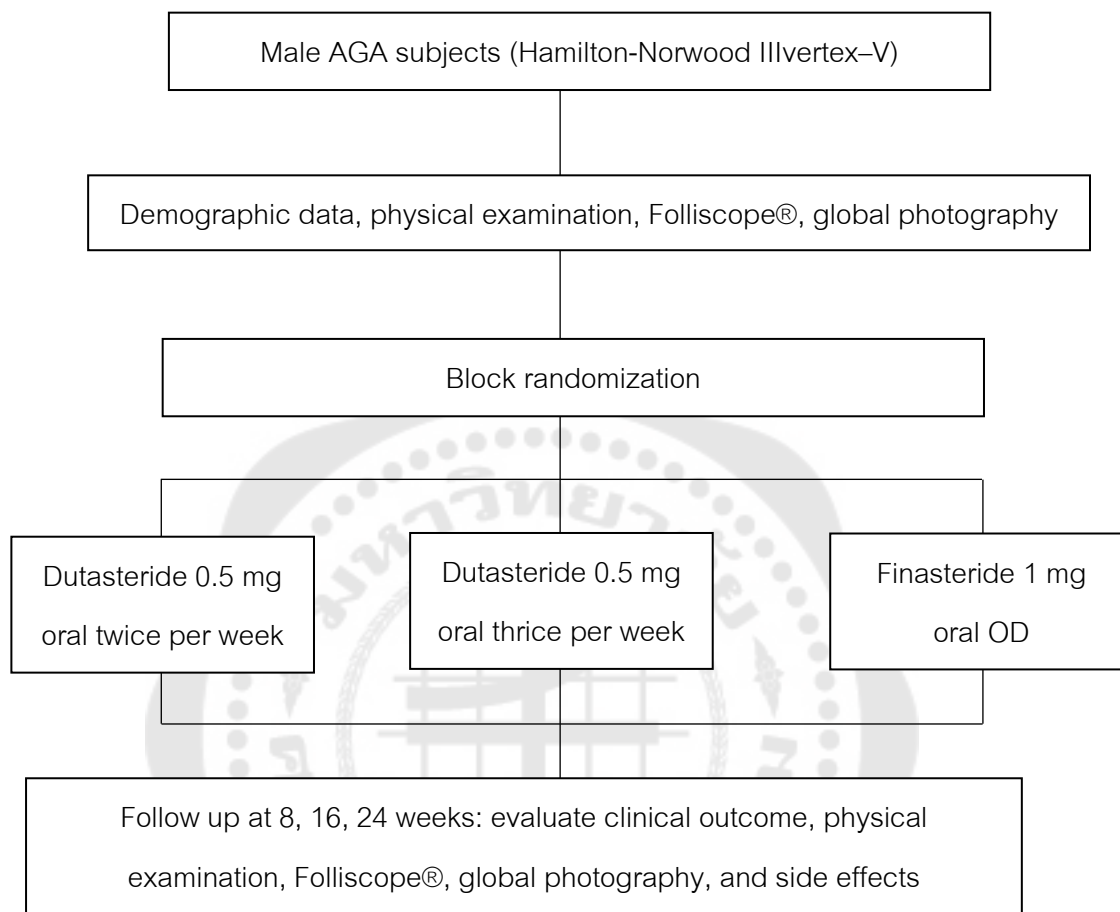 Male AGA subjects (Hamilton-Norwood IIIvertex–V)
Demographic data, physical examination, Folliscope®, global photography
Block randomization
Dutasteride 0.5 mg
oral twice per week
Dutasteride 0.5 mg
oral thrice per week
Finasteride 1 mg
oral OD
Follow up at 8, 16, 24 weeks: evaluate clinical outcome, physical
examination, Folliscope®, global photography, and side effects